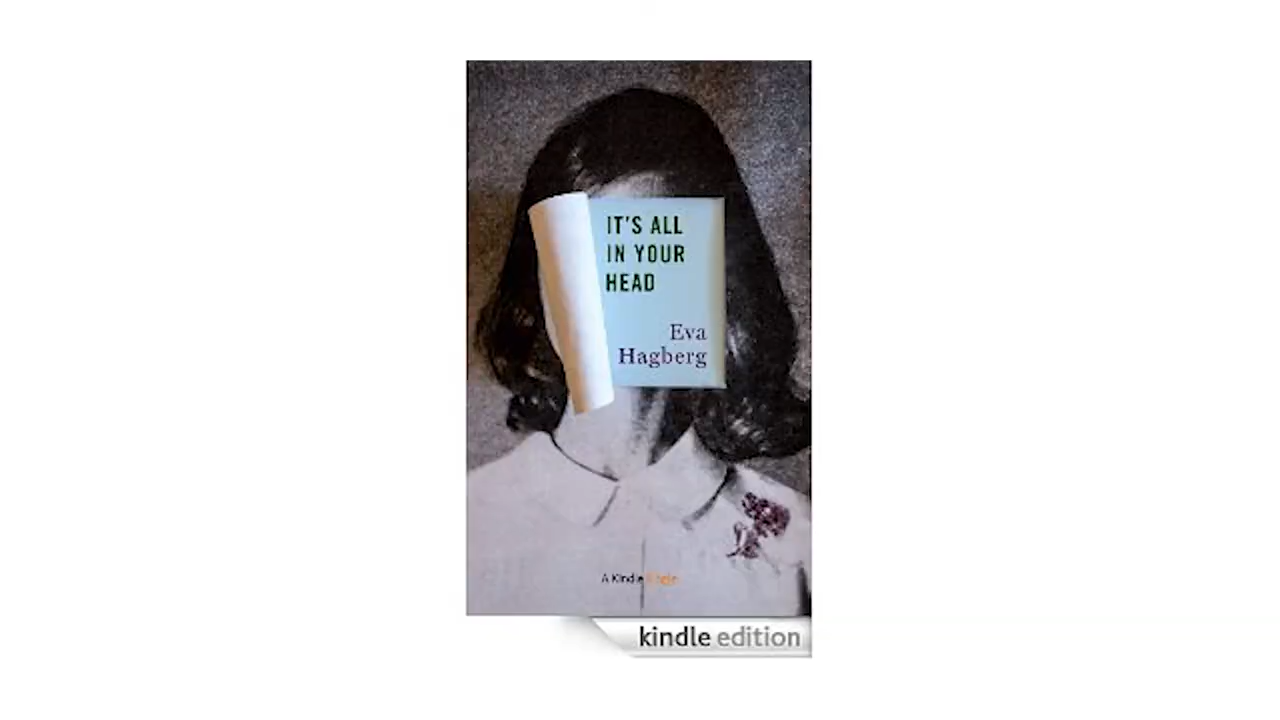 IT'S ALL
IN YOUR
HEAD
Eva
Hagberg
A Kindle Single
kindle edition